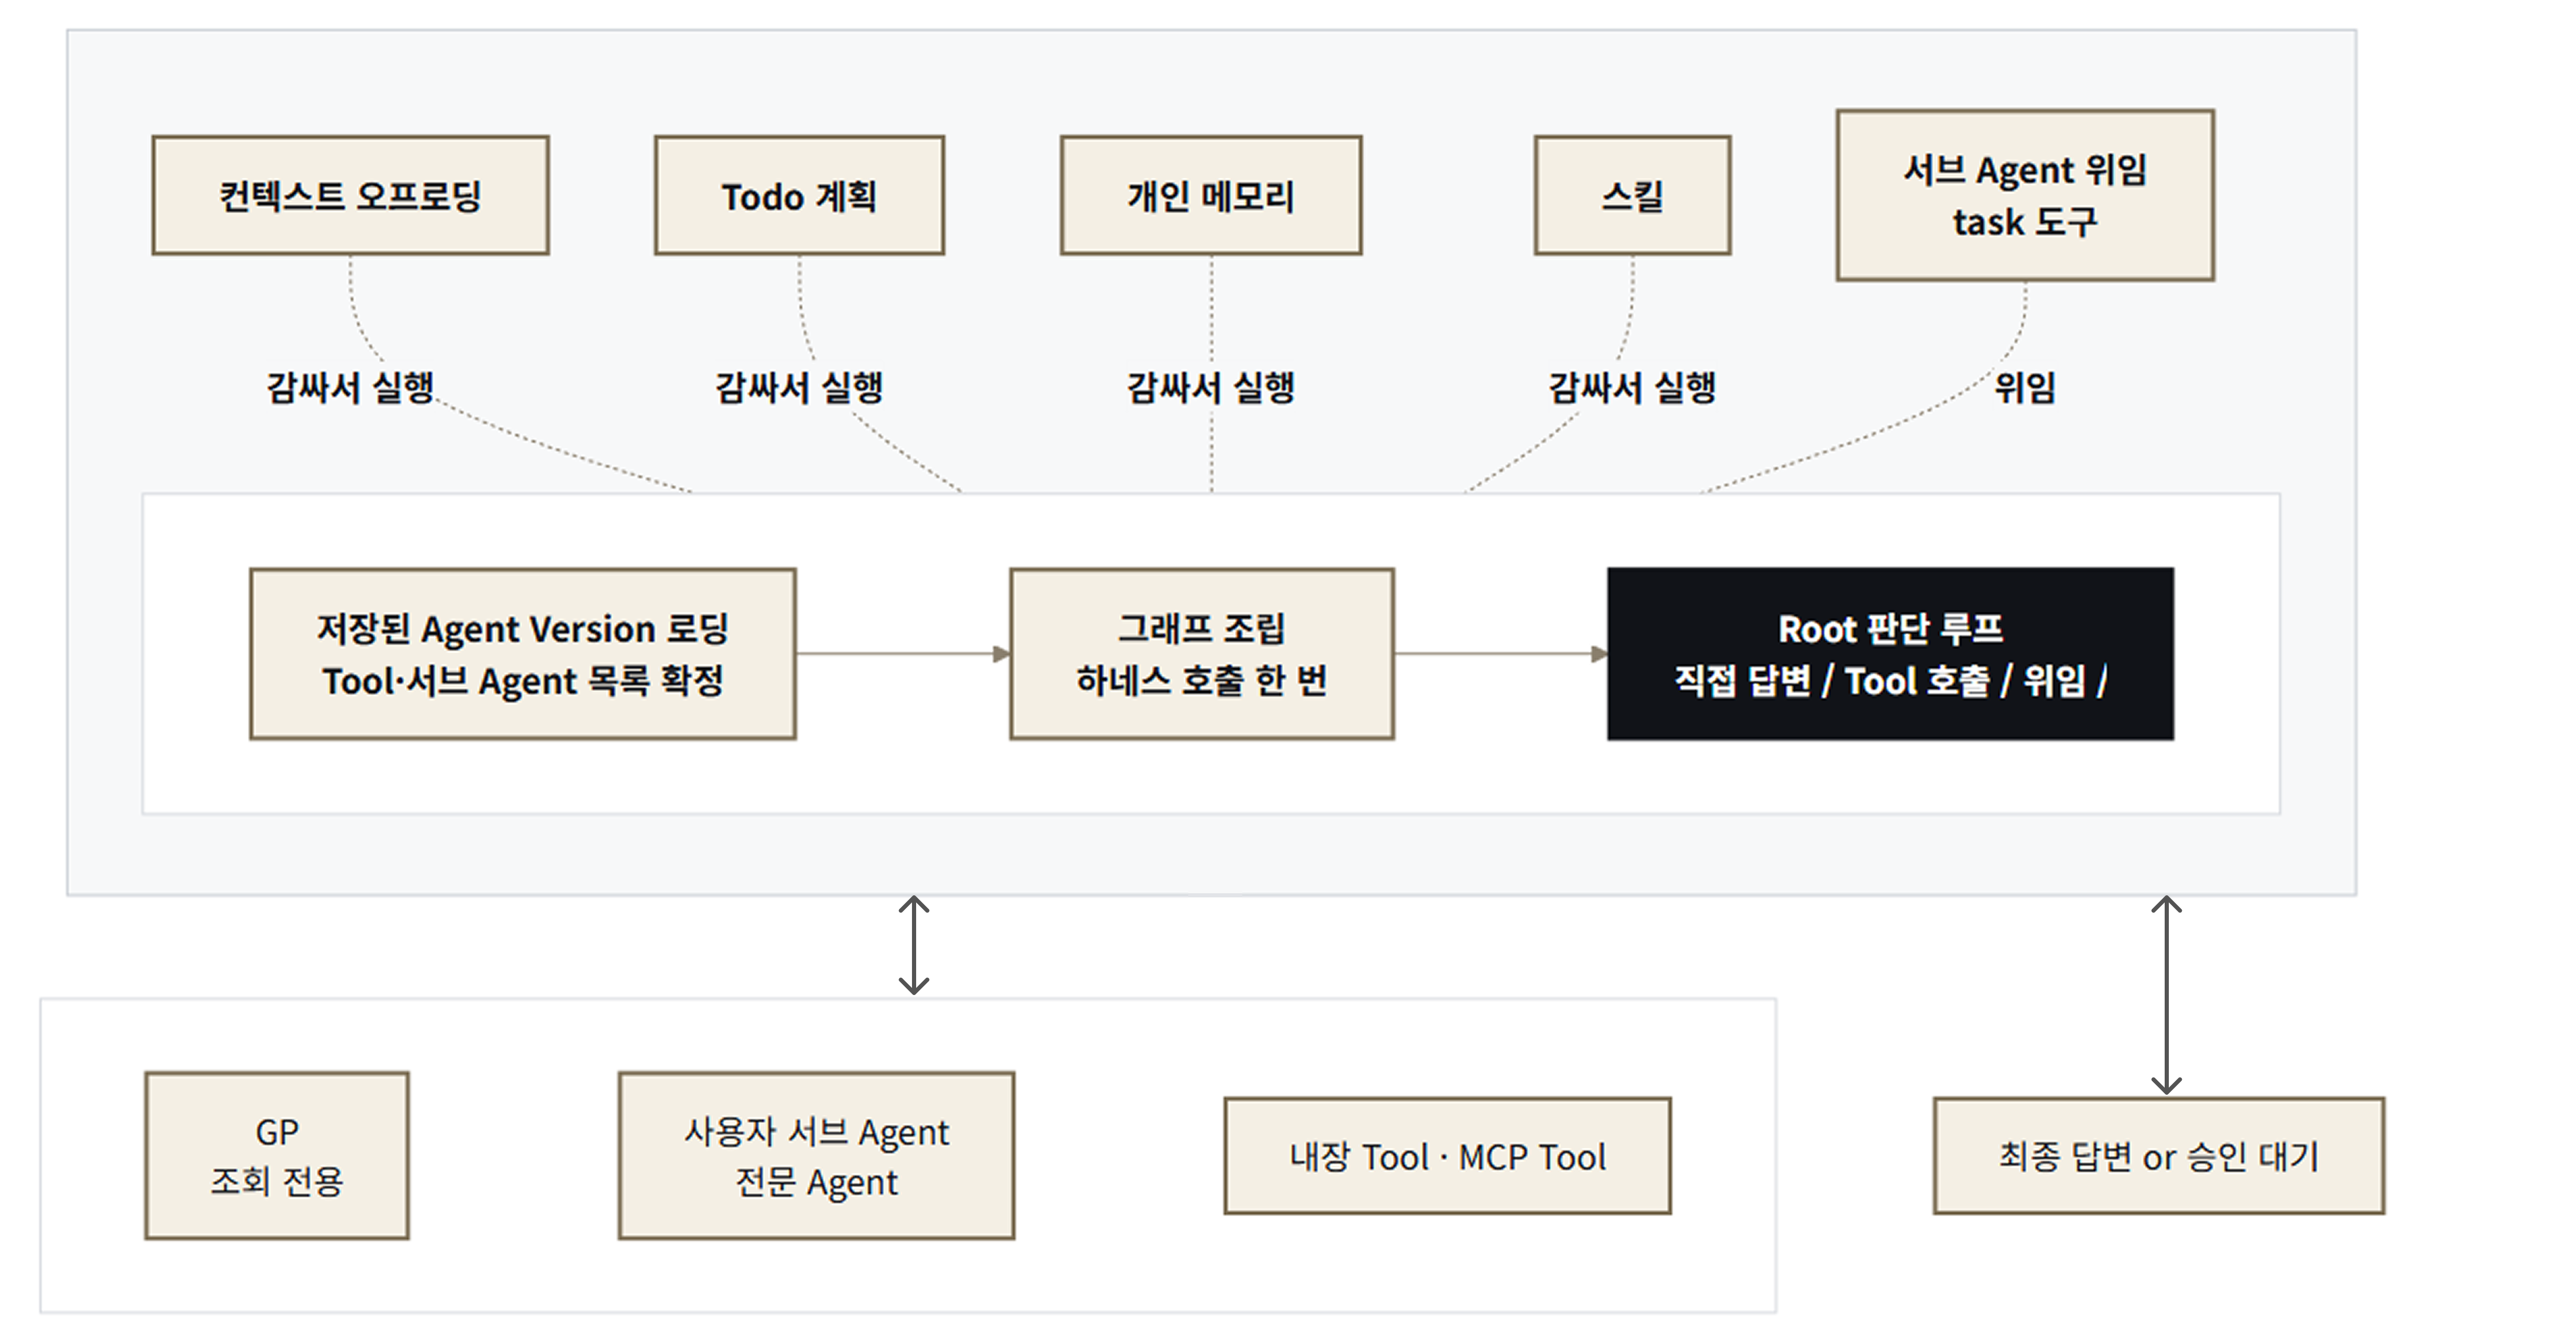 컨텍스트 오프로딩
Todo 계획
개인 메모리
스킬
서브 Agent 위임
task 도구
감싸서 실행
감싸서 실행
감싸서 실행
감싸서 실행
위임
저장된 Agent Version 로딩
Tool·서브 Agent 목록 확정
그래프 조립
하네스 호출 한 번
Root 판단 루프
직접 답변 / Tool 호출 / 위임 /
GP
조회 전용
사용자 서브 Agent
전문 Agent
내장 Tool · MCP Tool
최종 답변 or 승인 대기